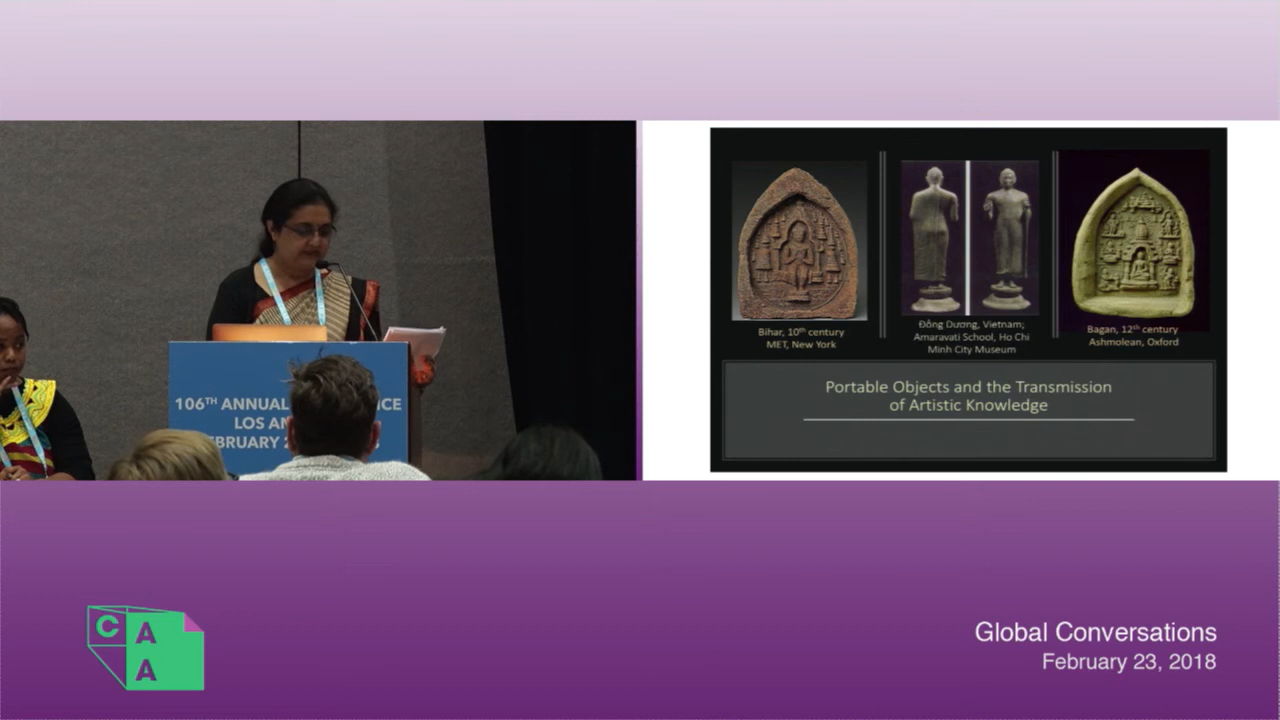 106TH ANNUAL
CE
LOS AN
BRUARY 2
Bihar, 10th century
MET, New York
Đồng Dương, Vietnam;
Amaravati School, Ho Chi
Minh City Museum
Bagan, 12th century
Ashmolean, Oxford
Portable Objects and the Transmission
of Artistic Knowledge
C
A
A
Global Conversations
February 23, 2018